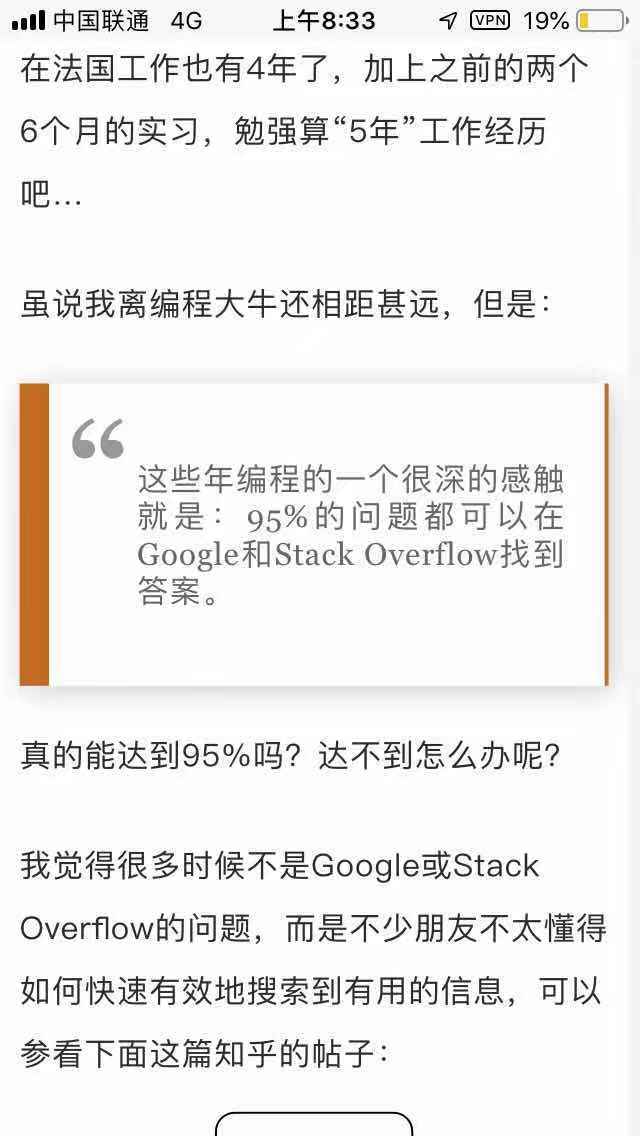 中国联通 4G 上午8:33 VPN 19%
在法国工作也有4年了，加上之前的两个
6个月的实习，勉强算“5年”工作经历
吧...
虽说我离编程大牛还相距甚远，但是：
“
这些年编程的一个很深的感触
就是：95%的问题都可以在
Google和Stack Overflow找到
答案。
真的能达到95%吗？达不到怎么办呢？
我觉得很多时候不是Google或Stack
Overflow的问题，而是不少朋友不太懂得
如何快速有效地搜索到有用的信息，可以
参看下面这篇知乎的帖子：